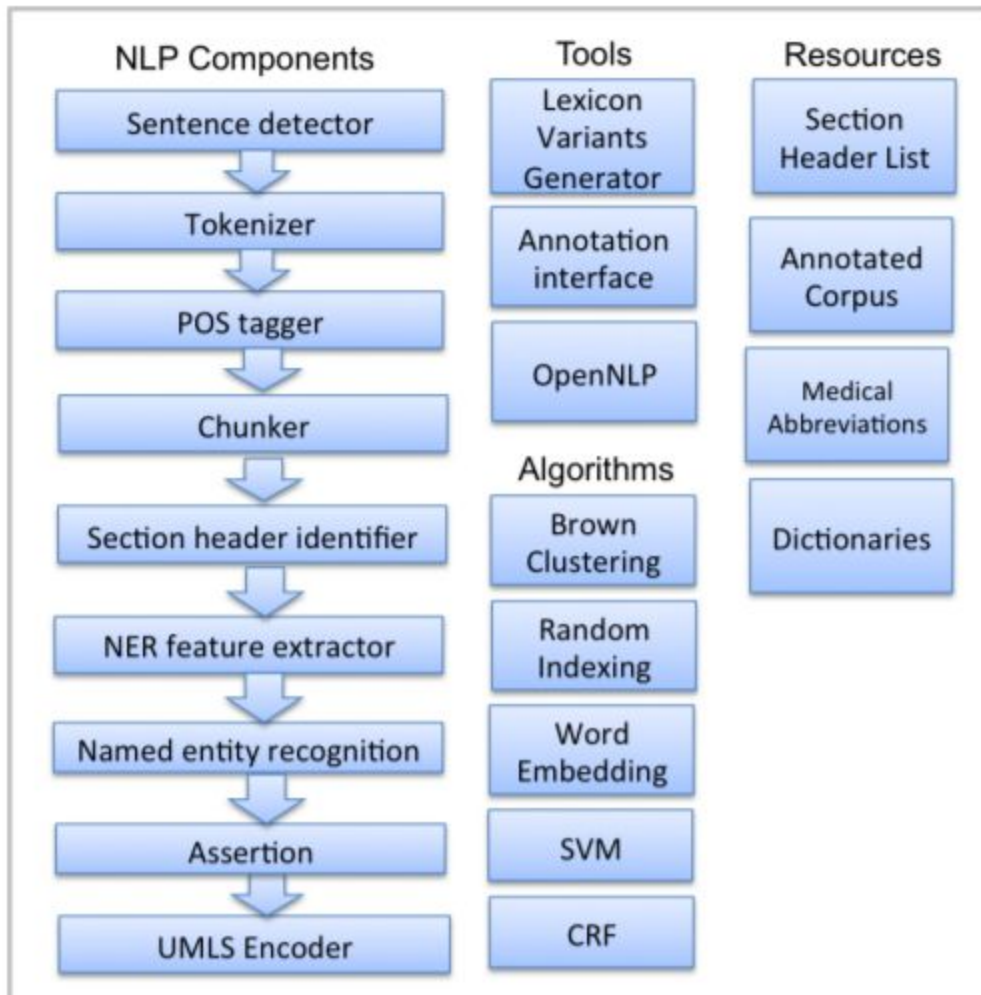 NLP Components
Sentence detector
Tokenizer
POS tagger
Chunker
Section header identifier
NER feature extractor
Named entity recognition
Assertion
UMLS Encoder
Tools
Lexicon
Variants
Generator
Annotation
interface
OpenNLP
Algorithms
Brown
Clustering
Random
Indexing
Word
Embedding
SVM
CRF
Resources
Section
Header List
Annotated
Corpus
Medical
Abbreviations
Dictionaries